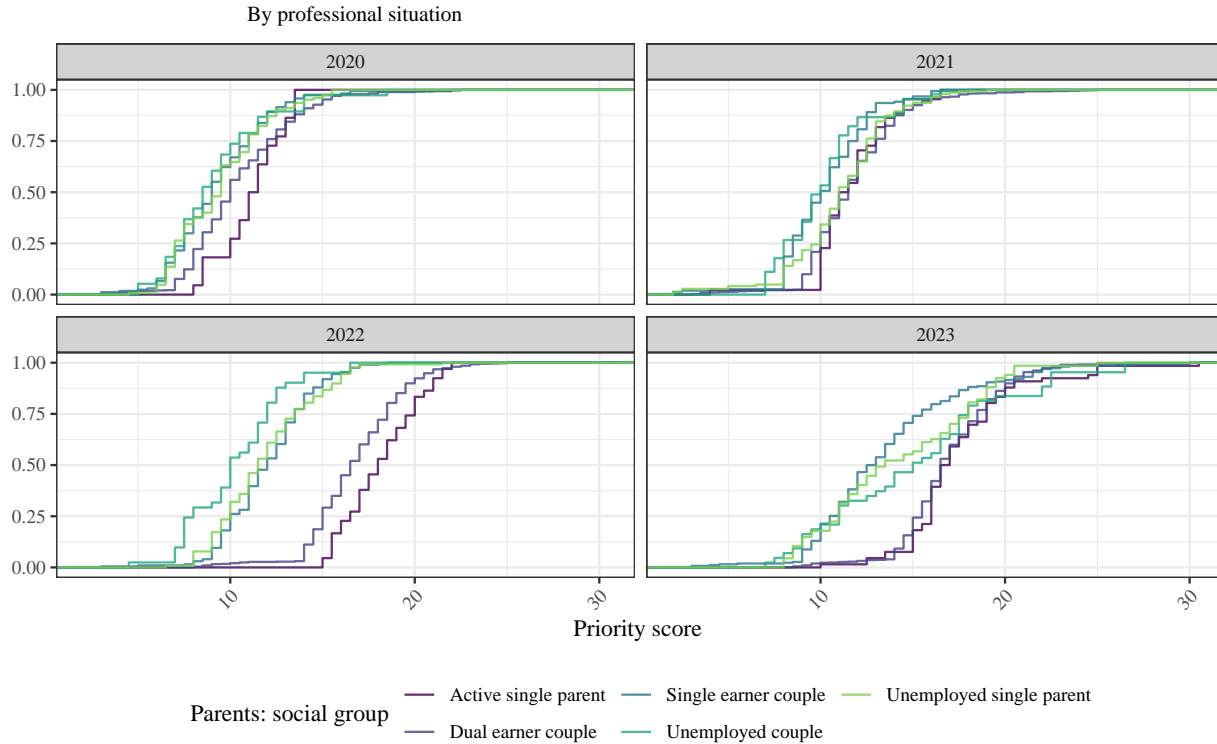 By professional situation
2020
2021
1.00
0.75
0.50
0.25
0.00
2022
2023
1.00
0.75
0.50
0.25
0.00
10
20
30
10
20
30
Priority score
Parents: social group
Active single parent
Single earner couple
Unemployed single parent
Dual earner couple
Unemployed couple